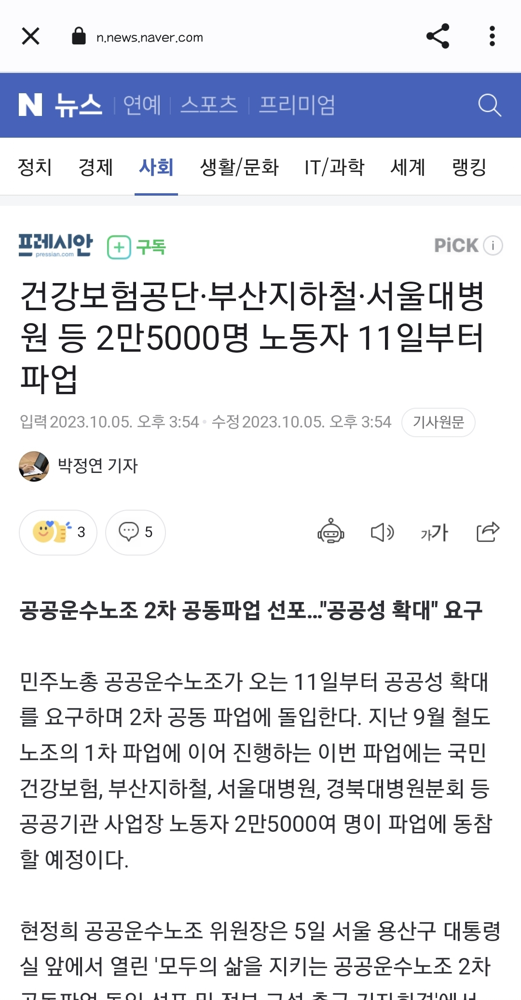 n.news.naver.com
N 뉴스 연예 스포츠 프리미엄
정치 경제 사회 생활/문화 IT/과학 세계 랭킹
프레시안 pressian.com + 구독 PiCK i
건강보험공단·부산지하철·서울대병
원 등 2만5000명 노동자 11일부터
파업
입력 2023.10.05. 오후 3:54 • 수정 2023.10.05. 오후 3:54 기사원문
박정연 기자
3 5 가가
공공운수노조 2차 공동파업 선포..."공공성 확대" 요구
민주노총 공공운수노조가 오는 11일부터 공공성 확대
를 요구하며 2차 공동 파업에 돌입한다. 지난 9월 철도
노조의 1차 파업에 이어 진행하는 이번 파업에는 국민
건강보험, 부산지하철, 서울대병원, 경북대병원분회 등
공공기관 사업장 노동자 2만5000여 명이 파업에 동참
할 예정이다.
현정희 공공운수노조 위원장은 5일 서울 용산구 대통령
실 앞에서 열린 '모두의 삶을 지키는 공공운수노조 2차